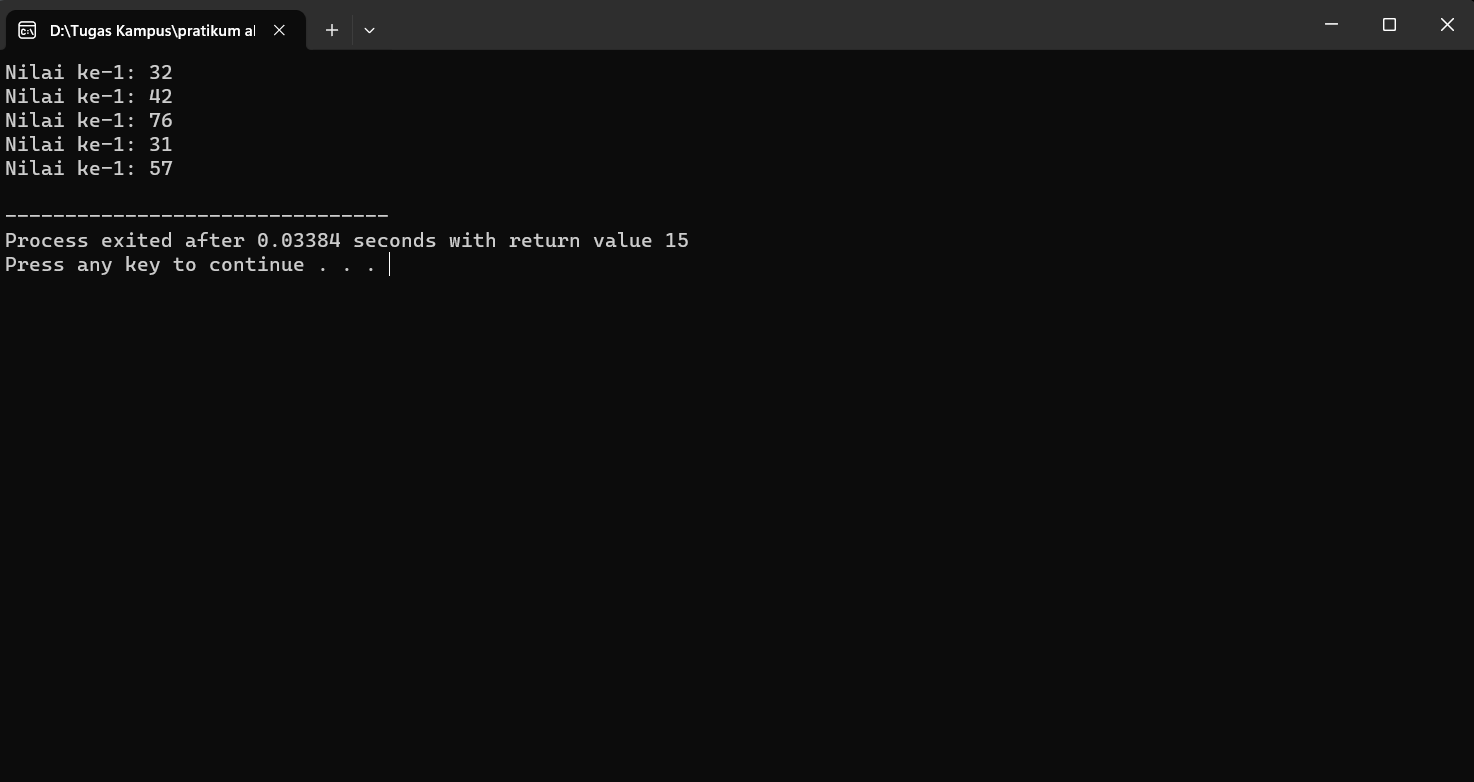 D:\Tugas Kampus\pratikum al
Nilai ke-1: 32
Nilai ke-1: 42
Nilai ke-1: 76
Nilai ke-1: 31
Nilai ke-1: 57
--------------------------------
Process exited after 0.03384 seconds with return value 15
Press any key to continue . . .